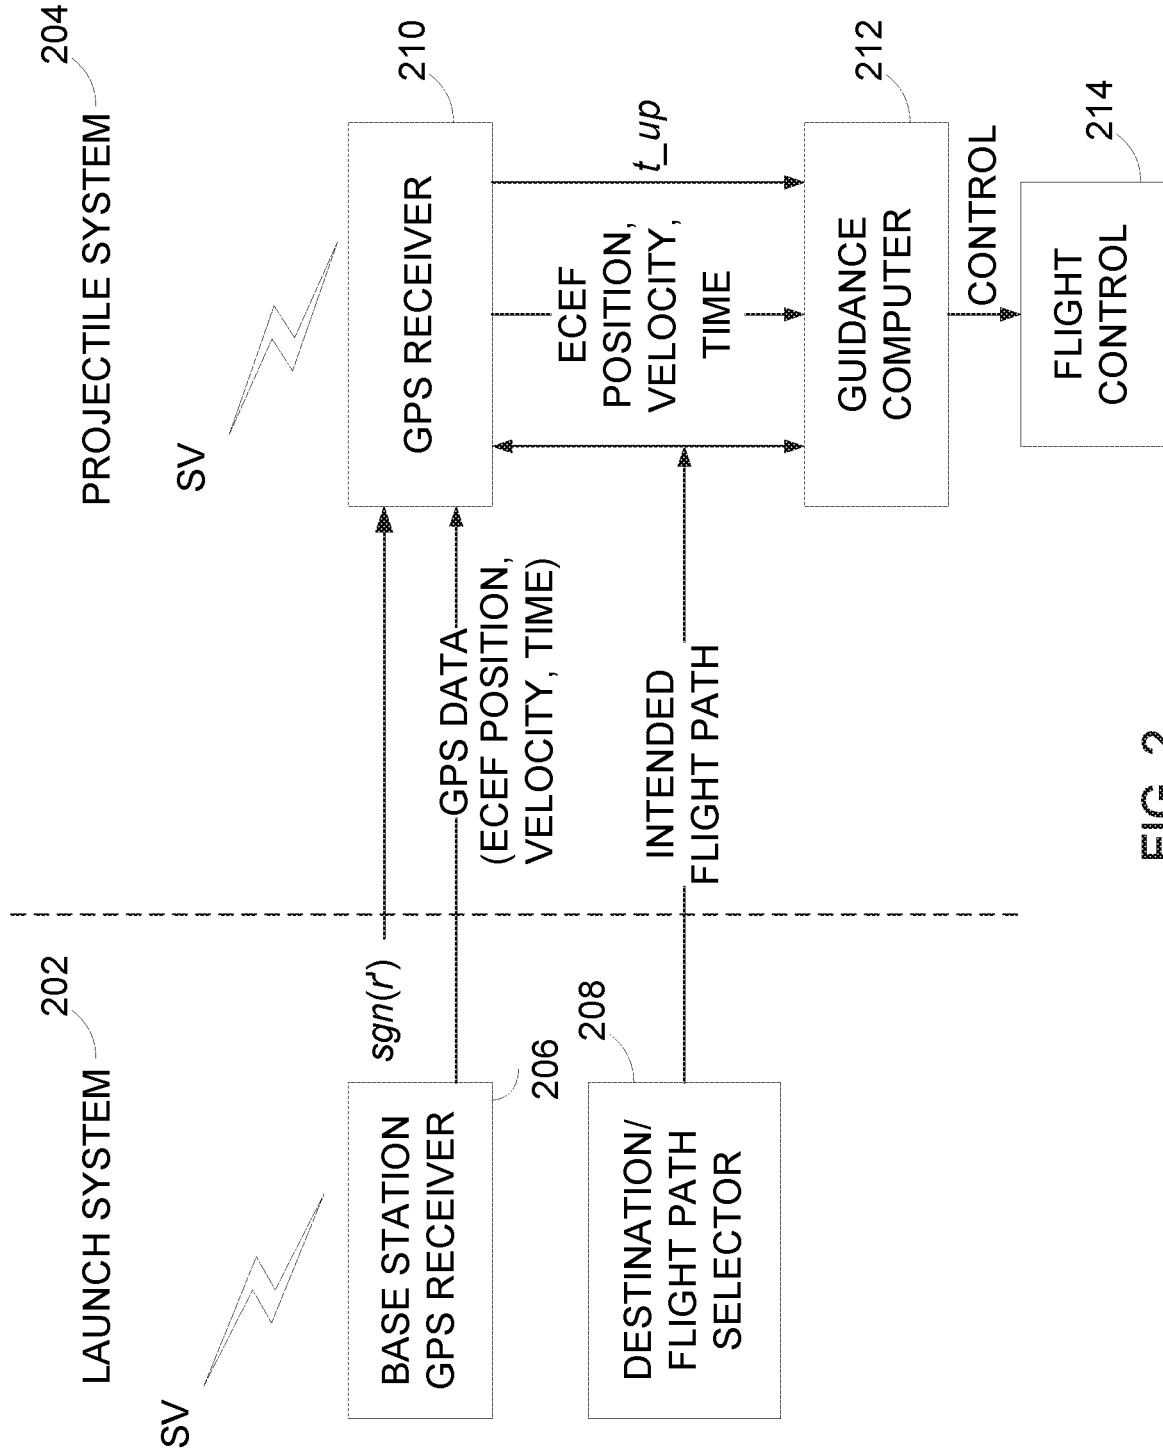 LAUNCH SYSTEM
202
SV
BASE STATION
GPS RECEIVER
206
DESTINATION/
FLIGHT PATH
SELECTOR
208
sgn(r')
GPS DATA
(ECEF POSITION,
VELOCITY, TIME)
INTENDED
FLIGHT PATH
PROJECTILE SYSTEM
204
SV
GPS RECEIVER
210
ECEF
POSITION,
VELOCITY,
TIME
t_up
GUIDANCE
COMPUTER
212
CONTROL
FLIGHT
CONTROL
214
FIG. 2